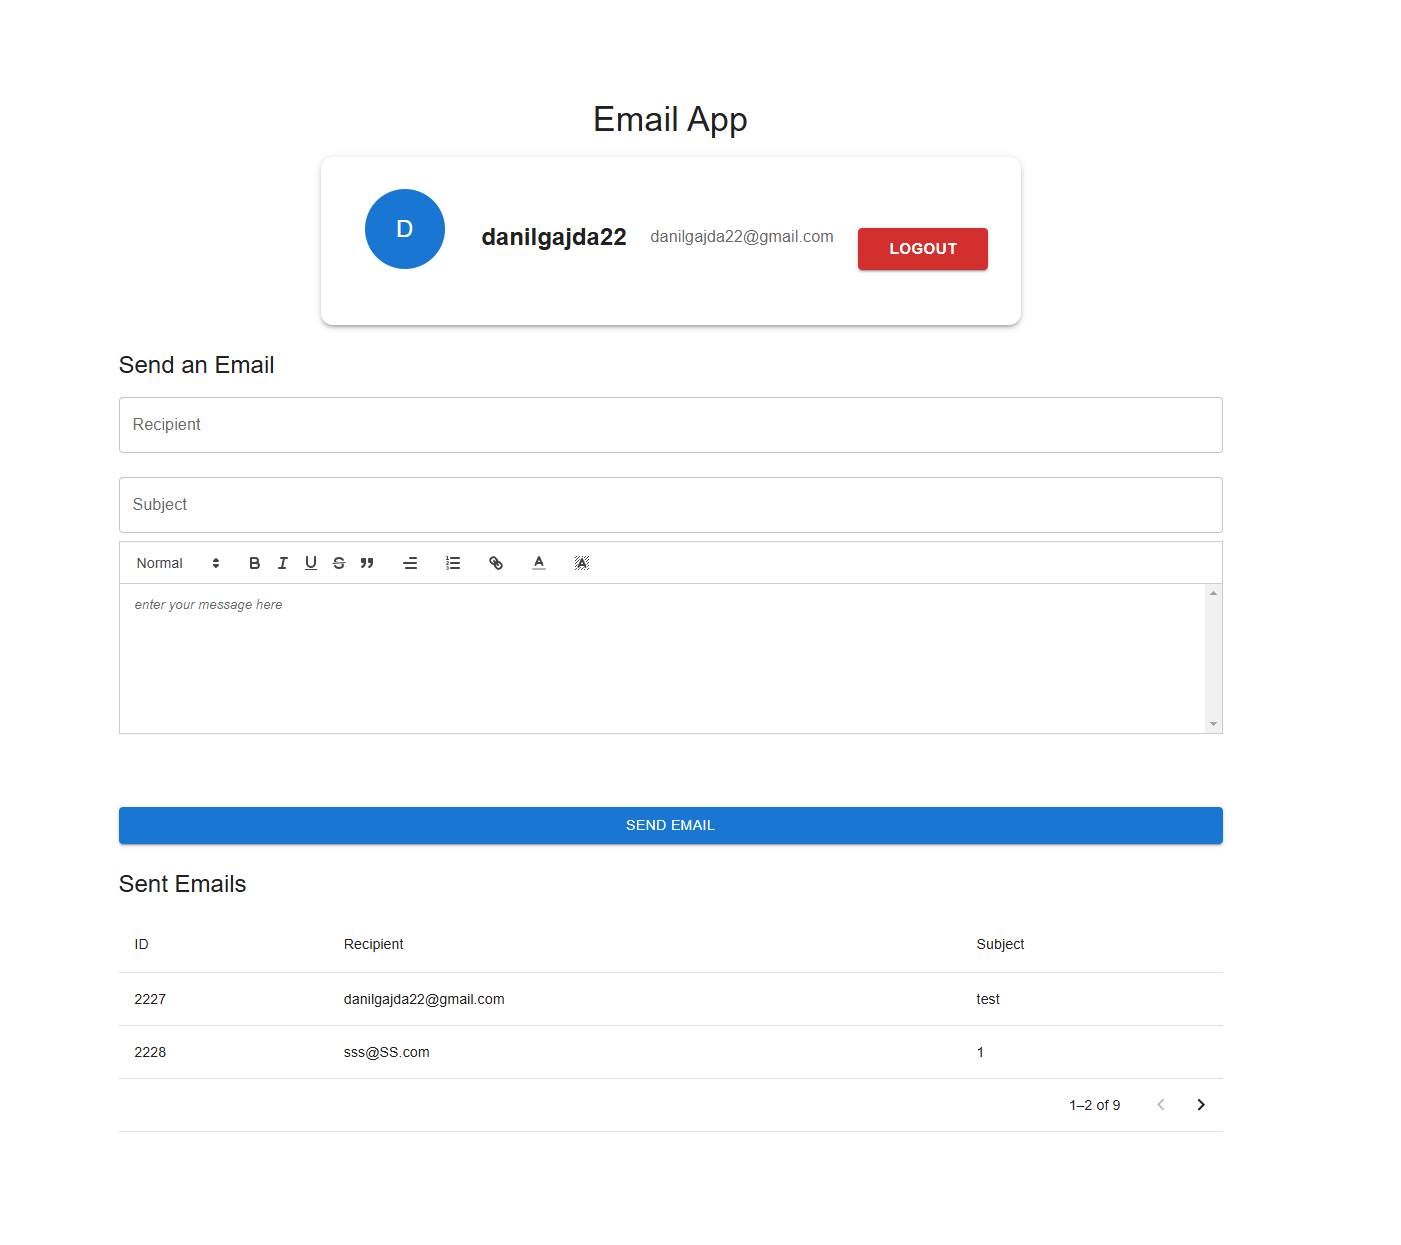 Email App
D
danilgajda22 danilgajda22@gmail.com LOGOUT
Send an Email
Recipient
Subject
Normal
enter your message here
SEND EMAIL
Sent Emails
ID Recipient Subject
2227 danilgajda22@gmail.com test
2228 sss@SS.com 1
1–2 of 9